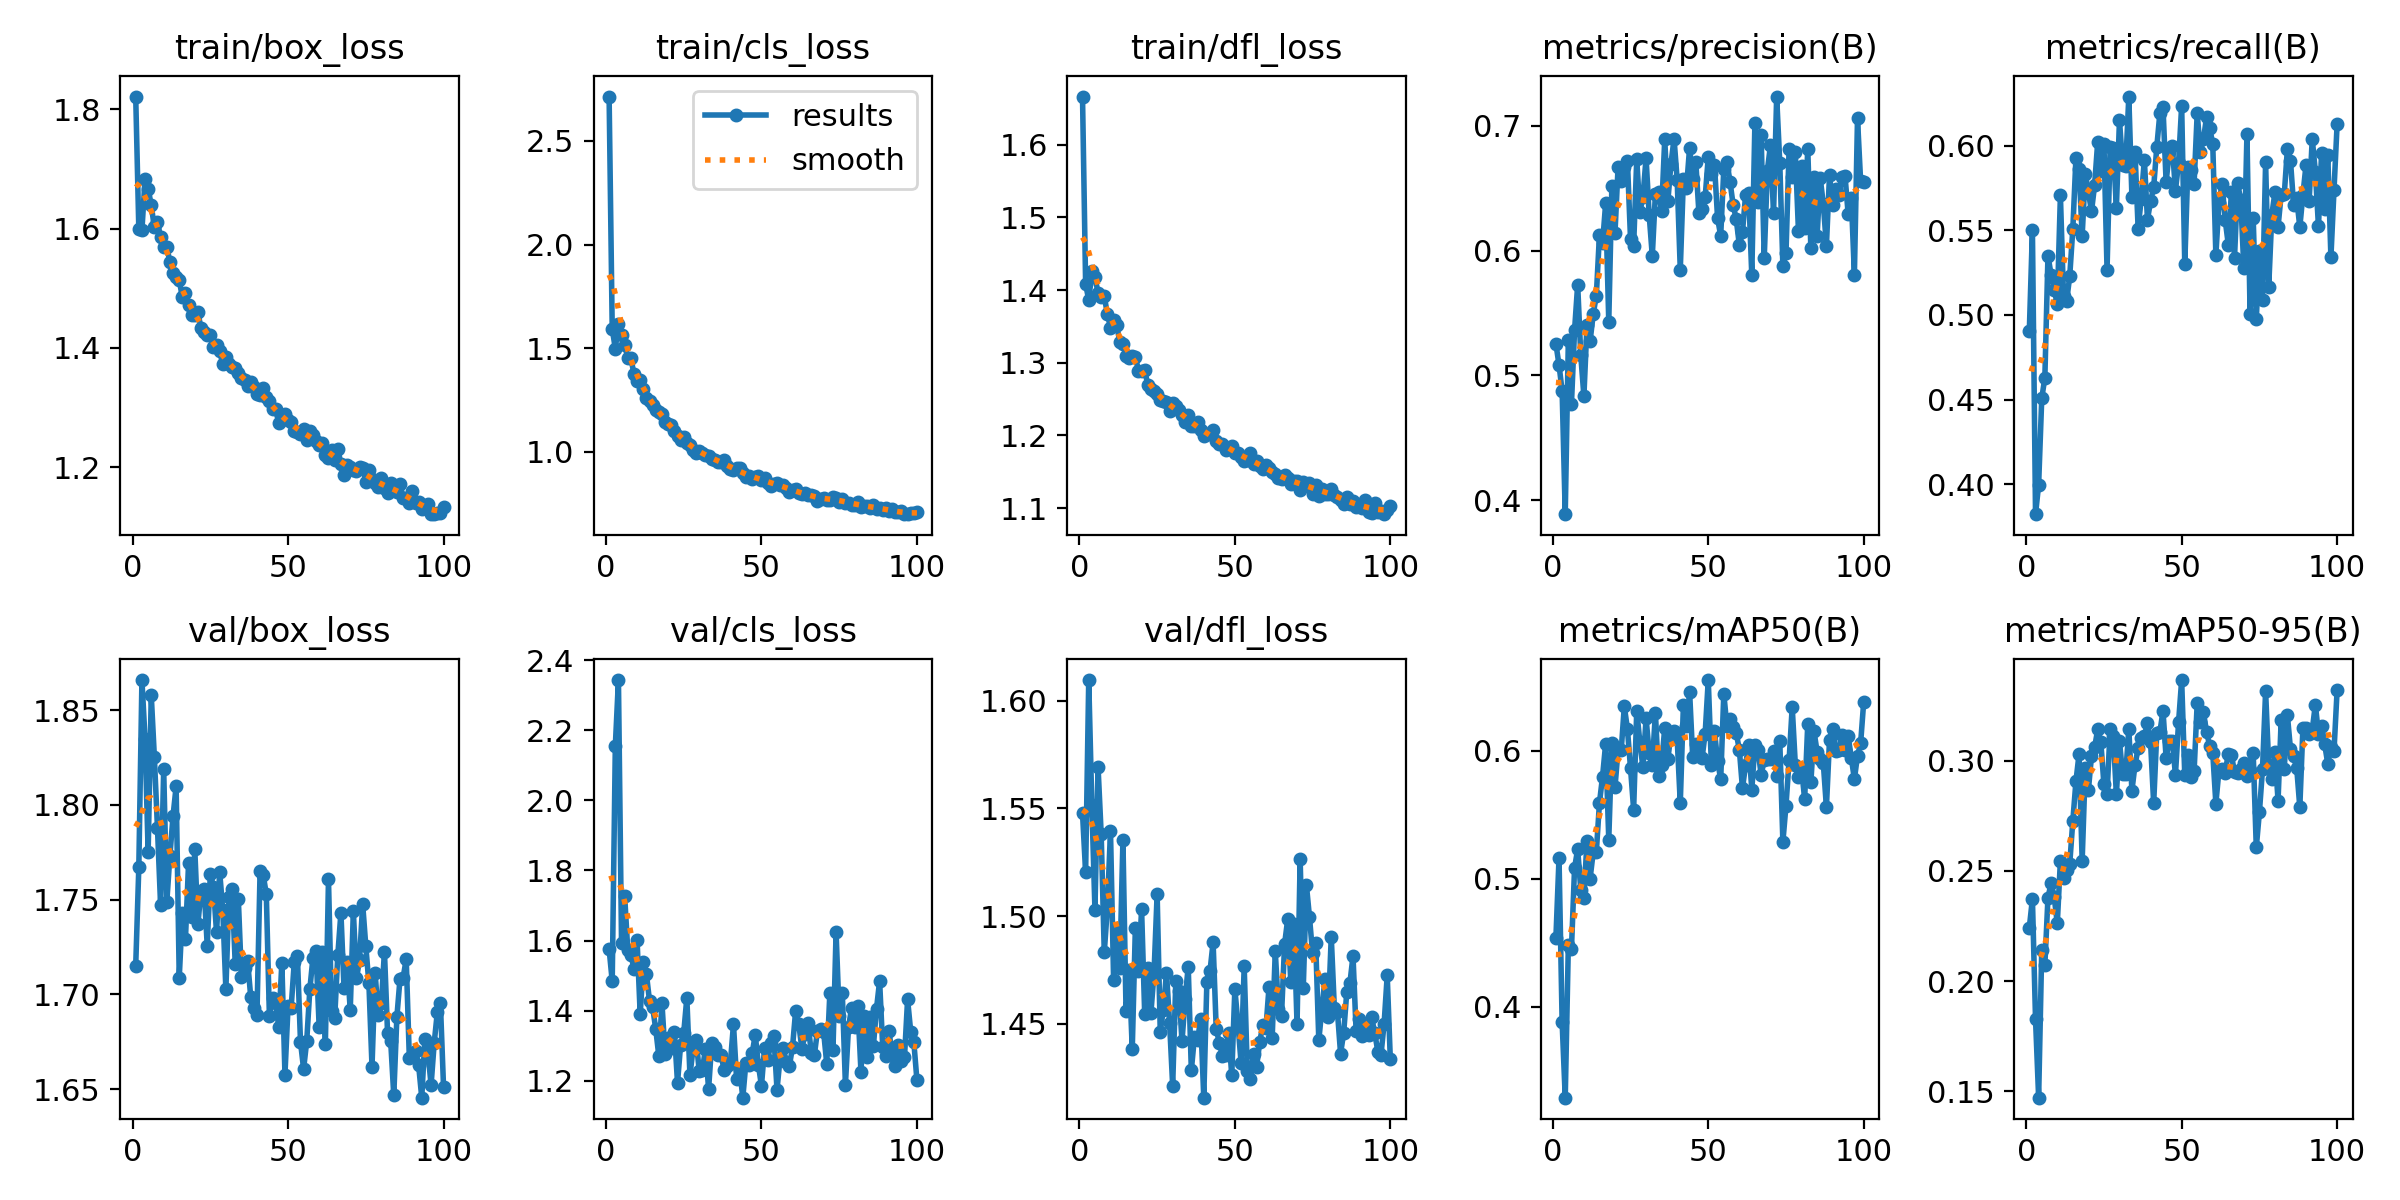 train/box_loss
1.8
1.6
1.4
1.2
0 50 100
train/cls_loss
results
smooth
2.5
2.0
1.5
1.0
0 50 100
train/dfl_loss
1.6
1.5
1.4
1.3
1.2
1.1
0 50 100
metrics/precision(B)
0.7
0.6
0.5
0.4
0 50 100
metrics/recall(B)
0.60
0.55
0.50
0.45
0.40
0 50 100
val/box_loss
1.85
1.80
1.75
1.70
1.65
0 50 100
val/cls_loss
2.4
2.2
2.0
1.8
1.6
1.4
1.2
0 50 100
val/dfl_loss
1.60
1.55
1.50
1.45
0 50 100
metrics/mAP50(B)
0.6
0.5
0.4
0 50 100
metrics/mAP50-95(B)
0.30
0.25
0.20
0.15
0 50 100